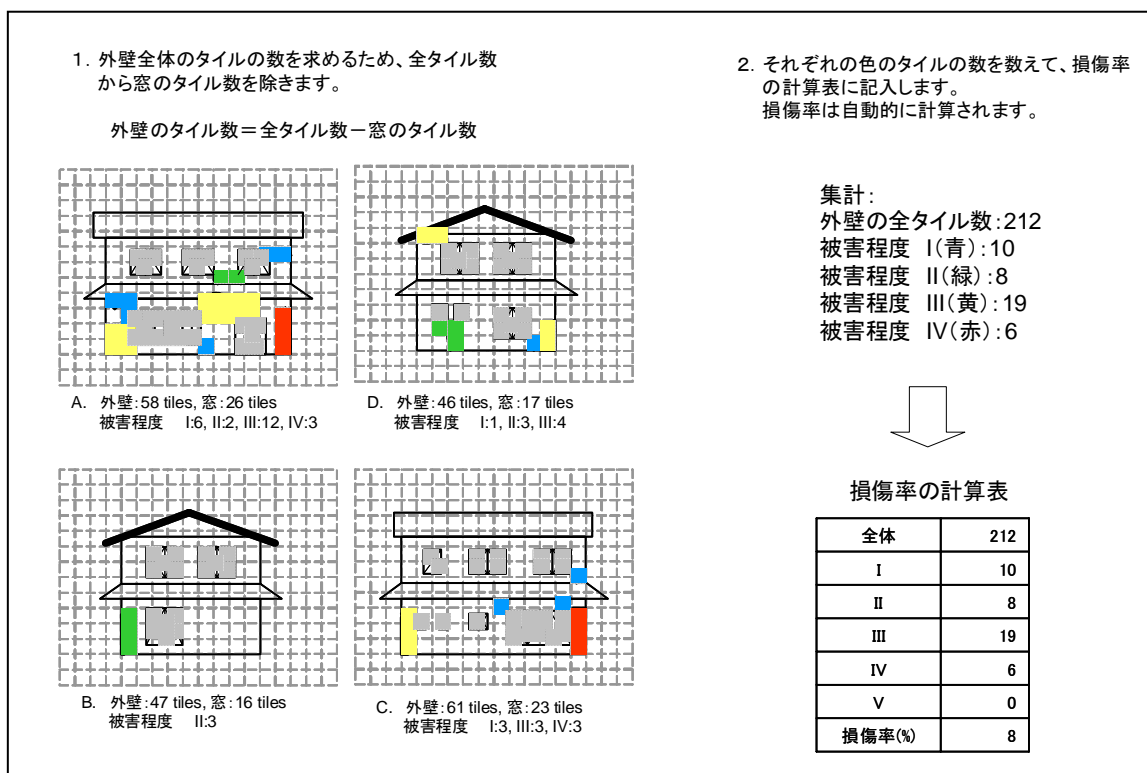 1. 外壁全体のタイルの数を求めるため、全タイル数
から窓のタイル数を除きます。
外壁のタイル数＝全タイル数－窓のタイル数
A. 外壁:58 tiles, 窓:26 tiles
被害程度 I:6, II:2, III:12, IV:3
D. 外壁:46 tiles, 窓:17 tiles
被害程度 I:1, II:3, III:4
B. 外壁:47 tiles, 窓:16 tiles
被害程度 II:3
C. 外壁:61 tiles, 窓:23 tiles
被害程度 I:3, III:3, IV:3
2. それぞれの色のタイルの数を数えて、損傷率
の計算表に記入します。
損傷率は自動的に計算されます。
集計:
外壁の全タイル数:212
被害程度 I(青):10
被害程度 II(緑):8
被害程度 III(黄):19
被害程度 IV(赤):6
損傷率の計算表
全体 212
I 10
II 8
III 19
IV 6
V 0
損傷率(%) 8